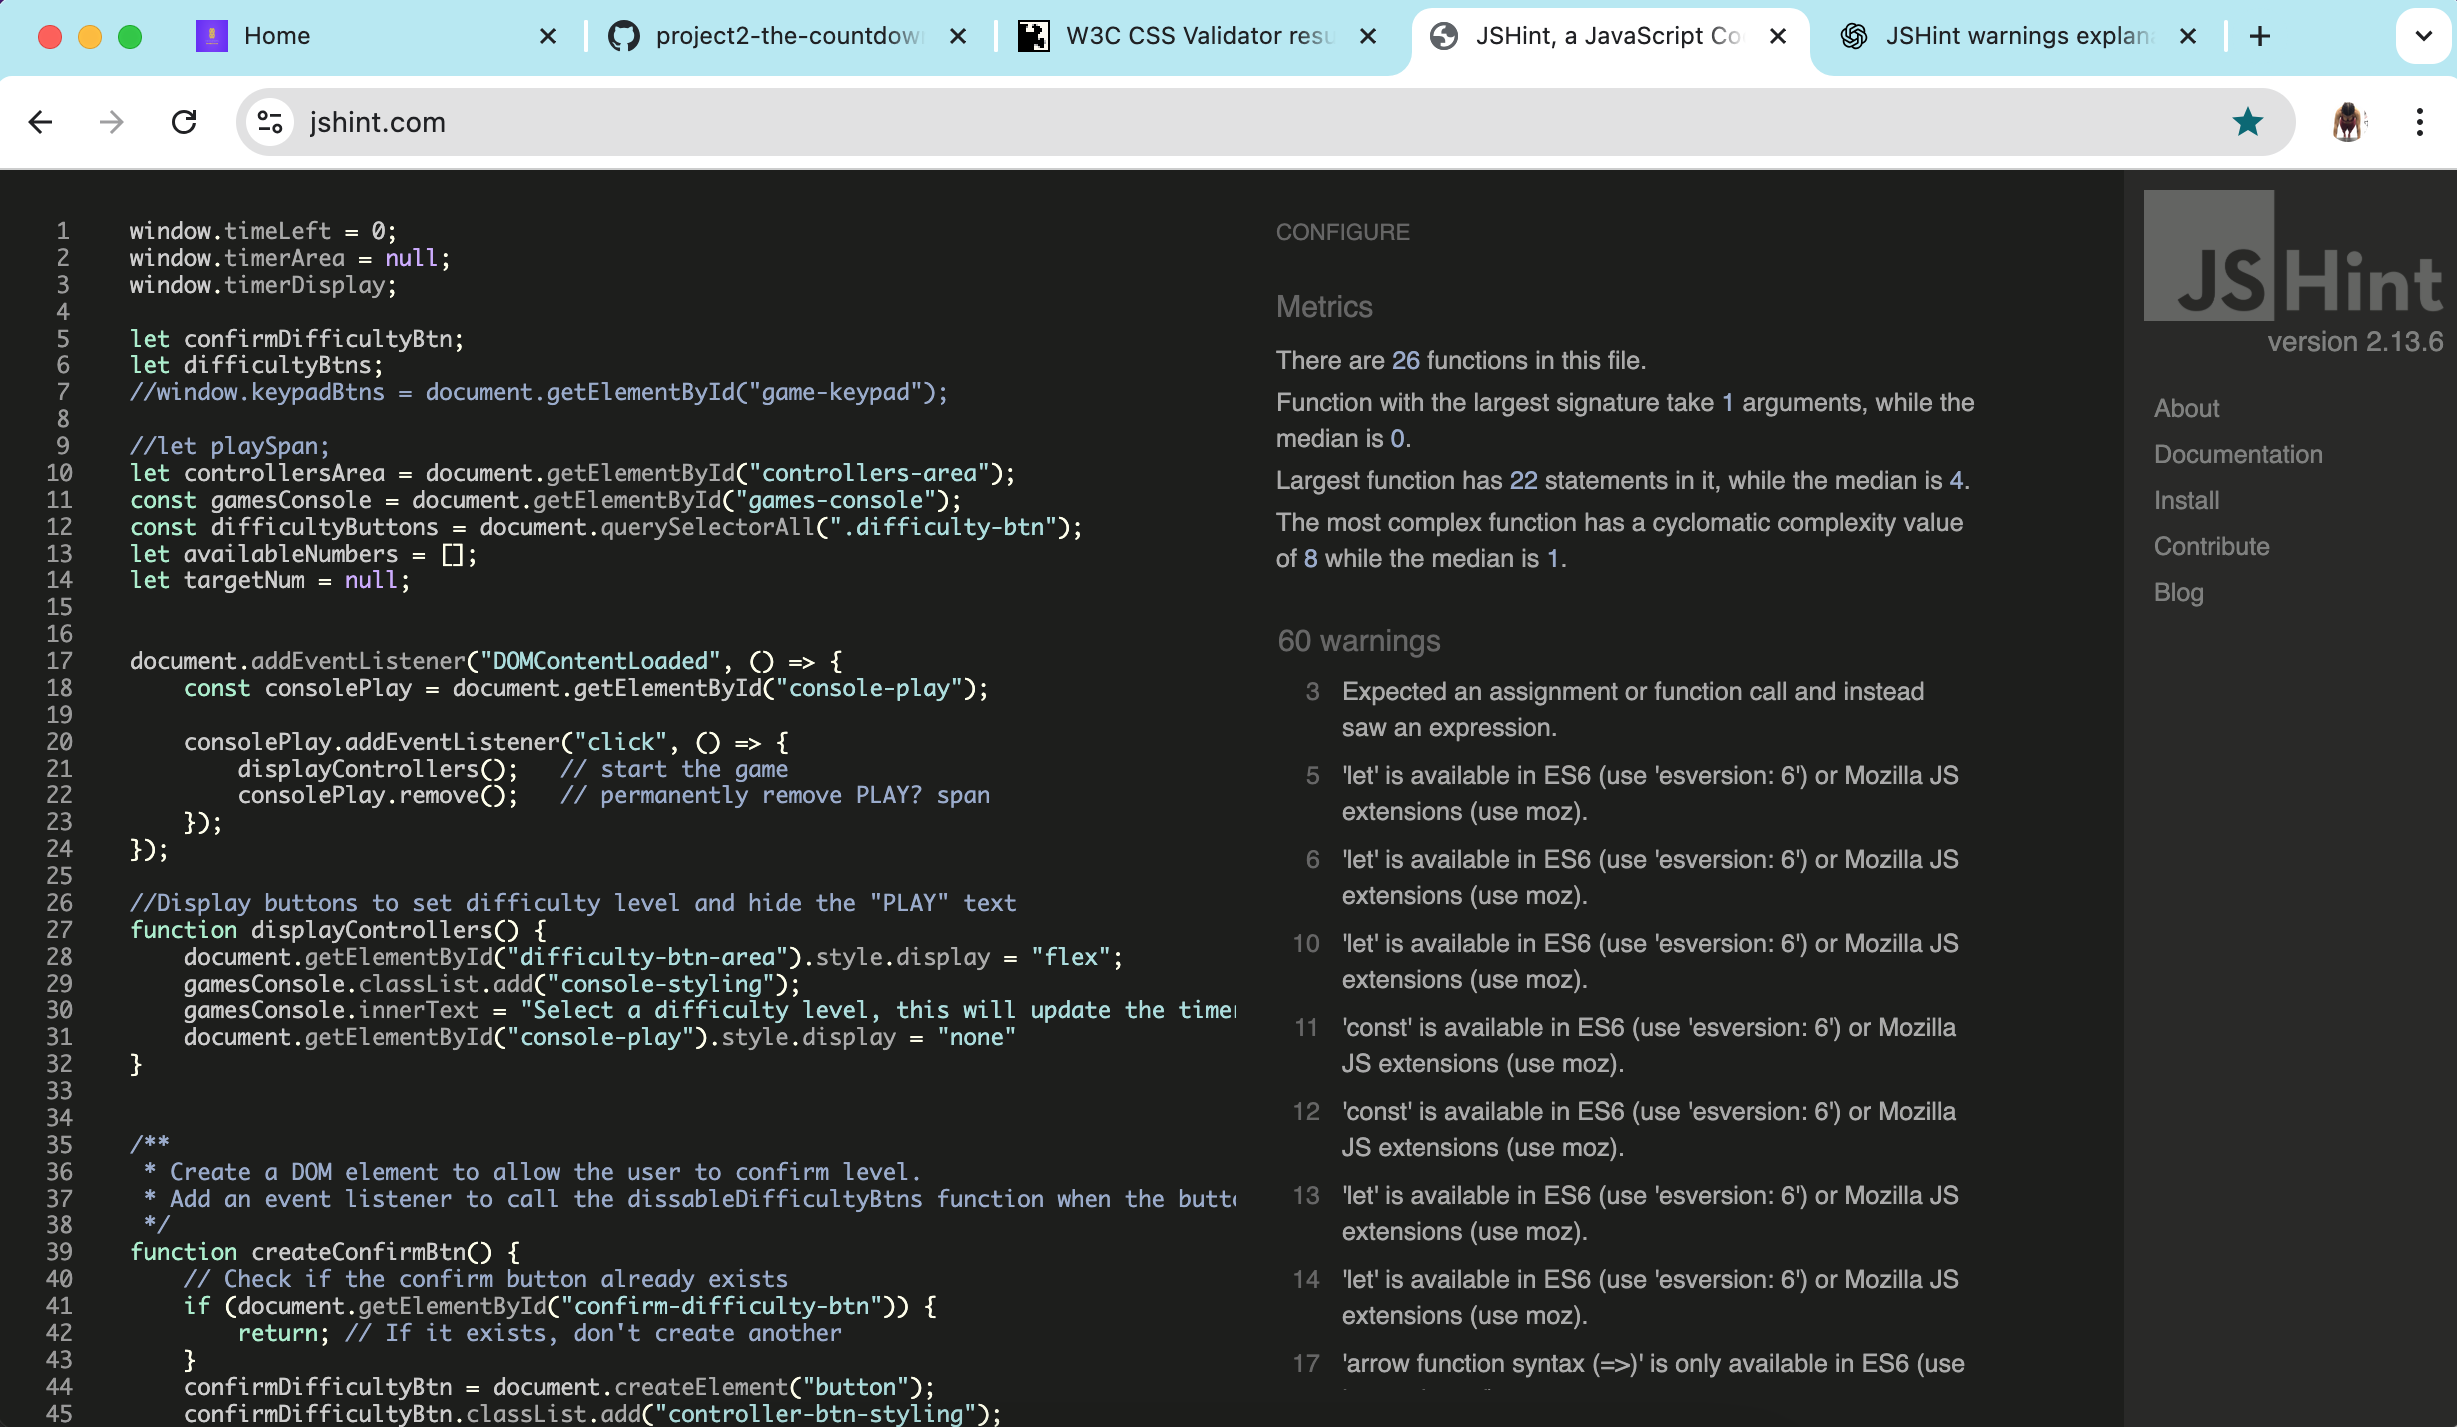 Home
project2-the-countdow
W3C CSS Validator resu
JSHint, a JavaScript Co
JSHint warnings explan
jshint.com
1 window.timeLeft = 0;
2 window.timerArea = null;
3 window.timerDisplay;
4
5 let confirmDifficultyBtn;
6 let difficultyBtns;
7 //window.keypadBtns = document.getElementById("game-keypad");
8
9 //let playSpan;
10 let controllersArea = document.getElementById("controllers-area");
11 const gamesConsole = document.getElementById("games-console");
12 const difficultyButtons = document.querySelectorAll(".difficulty-btn");
13 let availableNumbers = [];
14 let targetNum = null;
15
16
17 document.addEventListener("DOMContentLoaded", () => {
18     const consolePlay = document.getElementById("console-play");
19
20     consolePlay.addEventListener("click", () => {
21         displayControllers();   // start the game
22         consolePlay.remove();   // permanently remove PLAY? span
23     });
24 });
25
26 //Display buttons to set difficulty level and hide the "PLAY" text
27 function displayControllers() {
28     document.getElementById("difficulty-btn-area").style.display = "flex";
29     gamesConsole.classList.add("console-styling");
30     gamesConsole.innerText = "Select a difficulty level, this will update the timer
31     document.getElementById("console-play").style.display = "none"
32 }
33
34
35 /**
36  * Create a DOM element to allow the user to confirm level.
37  * Add an event listener to call the dissableDifficultyBtns function when the butto
38  */
39 function createConfirmBtn() {
40     // Check if the confirm button already exists
41     if (document.getElementById("confirm-difficulty-btn")) {
42         return; // If it exists, don't create another
43     }
44     confirmDifficultyBtn = document.createElement("button");
45     confirmDifficultyBtn.classList.add("controller-btn-styling");
CONFIGURE
Metrics
There are 26 functions in this file.
Function with the largest signature take 1 arguments, while the
median is 0.
Largest function has 22 statements in it, while the median is 4.
The most complex function has a cyclomatic complexity value
of 8 while the median is 1.
60 warnings
3 Expected an assignment or function call and instead
saw an expression.
5 'let' is available in ES6 (use 'esversion: 6') or Mozilla JS
extensions (use moz).
6 'let' is available in ES6 (use 'esversion: 6') or Mozilla JS
extensions (use moz).
10 'let' is available in ES6 (use 'esversion: 6') or Mozilla JS
extensions (use moz).
11 'const' is available in ES6 (use 'esversion: 6') or Mozilla
JS extensions (use moz).
12 'const' is available in ES6 (use 'esversion: 6') or Mozilla
JS extensions (use moz).
13 'let' is available in ES6 (use 'esversion: 6') or Mozilla JS
extensions (use moz).
14 'let' is available in ES6 (use 'esversion: 6') or Mozilla JS
extensions (use moz).
17 'arrow function syntax (=>)' is only available in ES6 (use
JSHint
version 2.13.6
About
Documentation
Install
Contribute
Blog